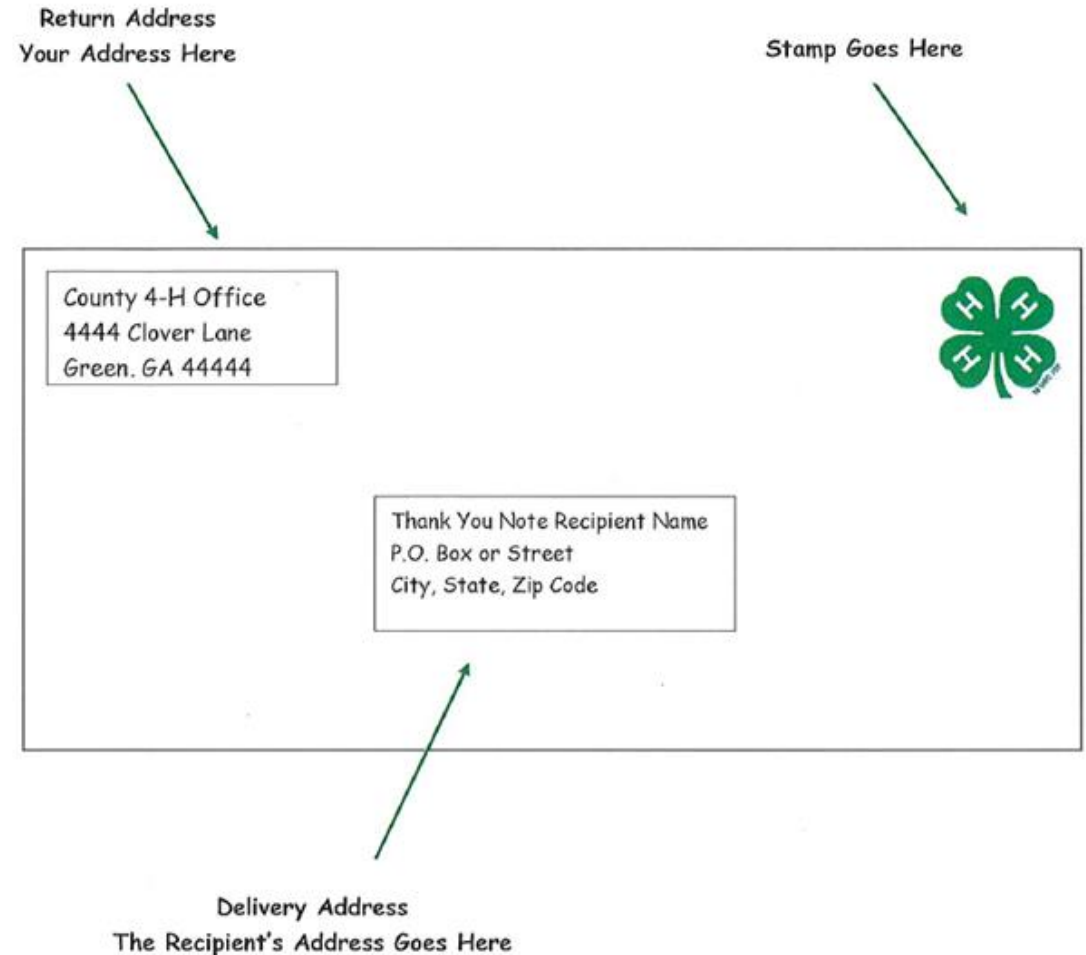 Return Address
Your Address Here
Stamp Goes Here
County 4-H Office
4444 Clover Lane
Green. GA 44444
H H
H H
Thank You Note Recipient Name
P.O. Box or Street
City, State, Zip Code
Delivery Address
The Recipient's Address Goes Here